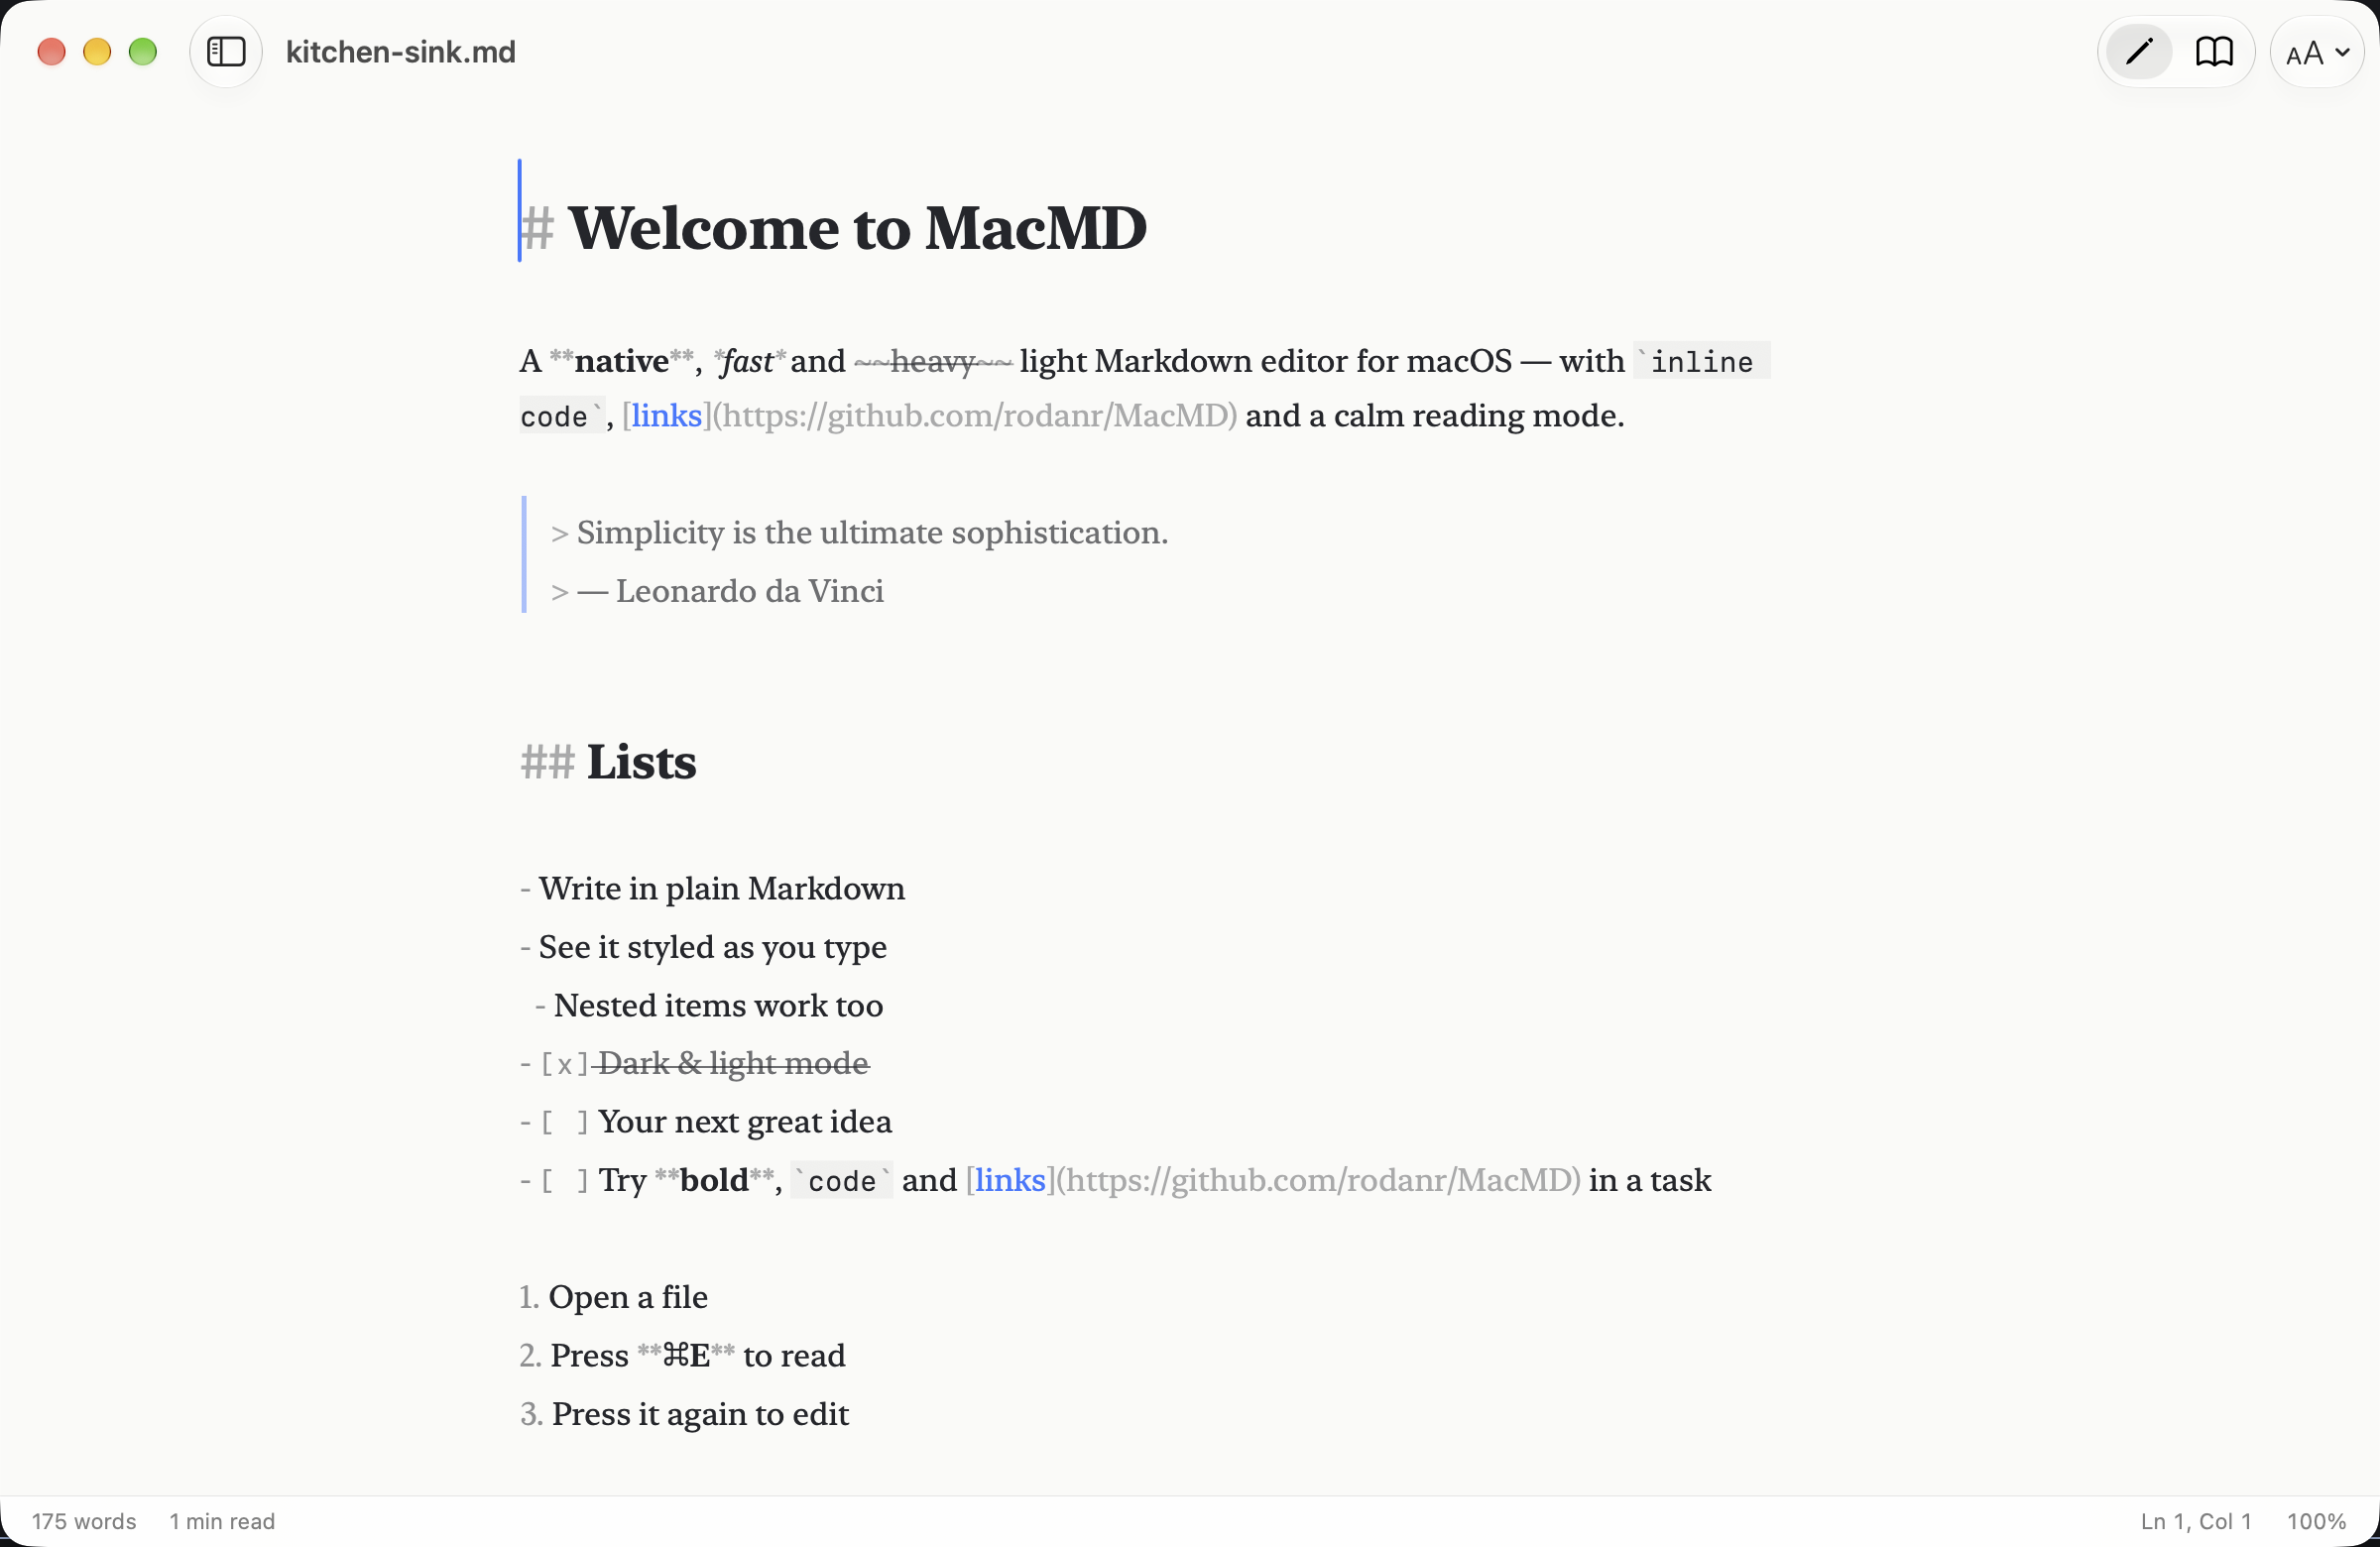 kitchen-sink.md
AA
# Welcome to MacMD
A **native**, *fast* and ~~heavy~~ light Markdown editor for macOS — with `inline
code`, [links](https://github.com/rodanr/MacMD) and a calm reading mode.
> Simplicity is the ultimate sophistication.
> — Leonardo da Vinci
## Lists
- Write in plain Markdown
- See it styled as you type
  - Nested items work too
- [x] Dark & light mode
- [ ] Your next great idea
- [ ] Try **bold**, `code` and [links](https://github.com/rodanr/MacMD) in a task
1. Open a file
2. Press **⌘E** to read
3. Press it again to edit
175 words 1 min read Ln 1, Col 1 100%